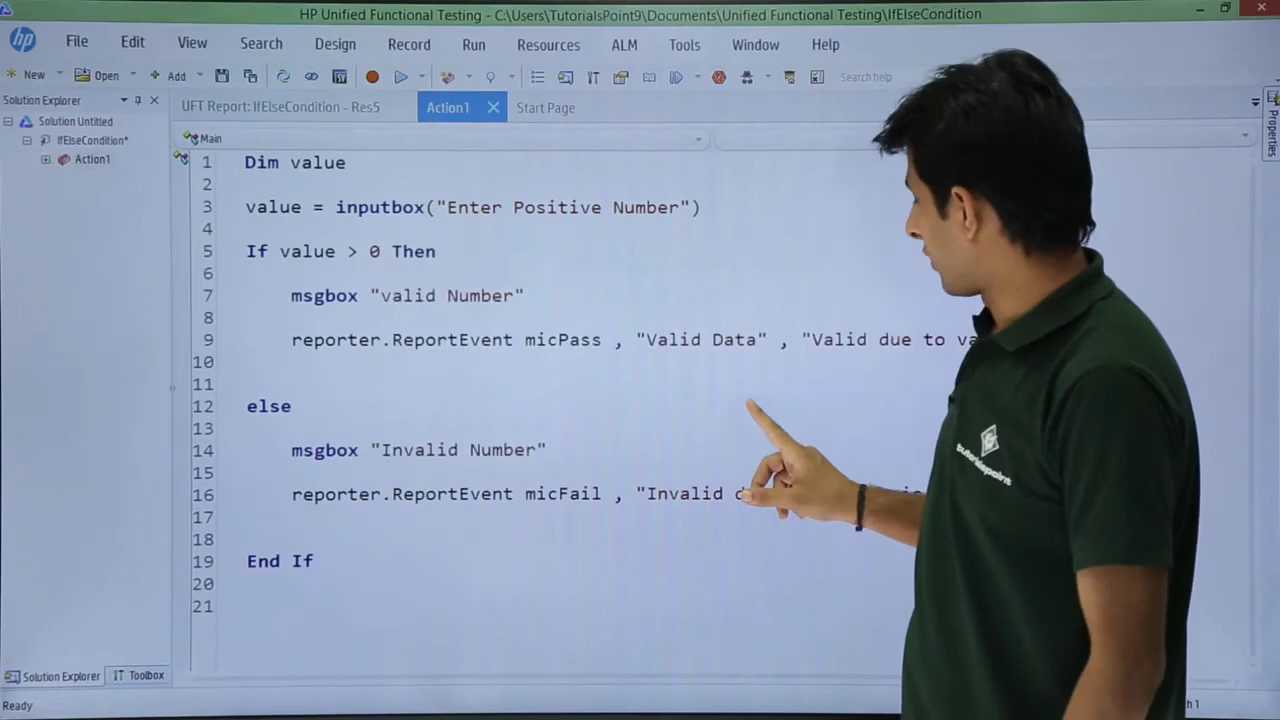 HP Unified Functional Testing - C:\Users\TutorialsPoint9\Documents\Unified Functional Testing\IfElseCondition
hp File Edit View Search Design Record Run Resources ALM Tools Window Help
New Open Add Search help
Solution Explorer
UFT Report: IfElseCondition - Res5 Action1 Start Page
Properties
Solution Untitled
IfElseCondition*
Action1
Main
1 Dim value
2
3 value = inputbox("Enter Positive Number")
4
5 If value > 0 Then
6
7 msgbox "valid Number"
8
9 reporter.ReportEvent micPass , "Valid Data" , "Valid due to
10
11
12 else
13
14 msgbox "Invalid Number"
15
16 reporter.ReportEvent micFail , "Invalid
17
18
19 End If
20
21
tutorialspoint
Solution Explorer Toolbox
Ready